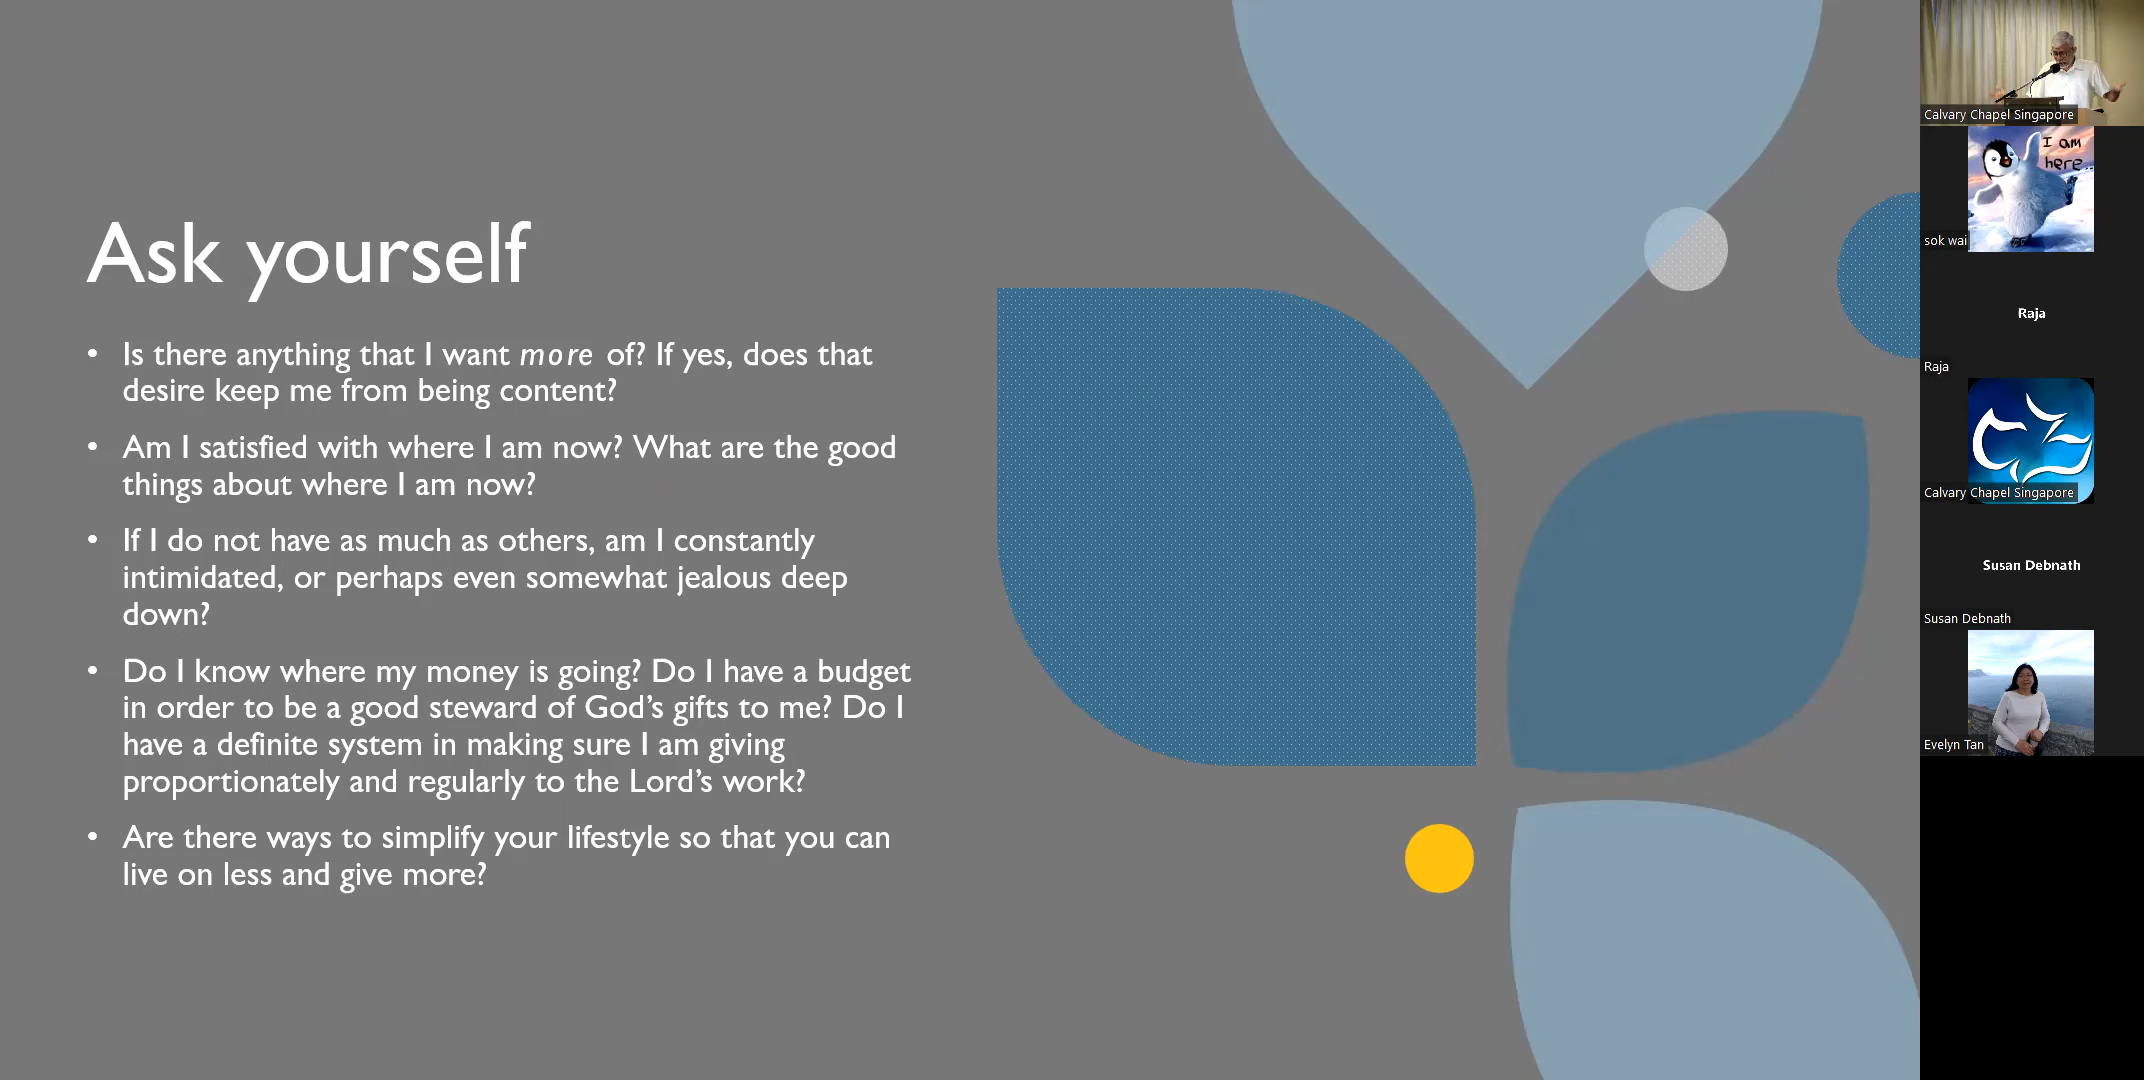 Ask yourself
• Is there anything that I want more of? If yes, does that
desire keep me from being content?
• Am I satisfied with where I am now? What are the good
things about where I am now?
• If I do not have as much as others, am I constantly
intimidated, or perhaps even somewhat jealous deep
down?
• Do I know where my money is going? Do I have a budget
in order to be a good steward of God’s gifts to me? Do I
have a definite system in making sure I am giving
proportionately and regularly to the Lord’s work?
• Are there ways to simplify your lifestyle so that you can
live on less and give more?
Calvary Chapel Singapore
I am
here..
sok wai
Raja
Raja
Calvary Chapel Singapore
Susan Debnath
Susan Debnath
Evelyn Tan